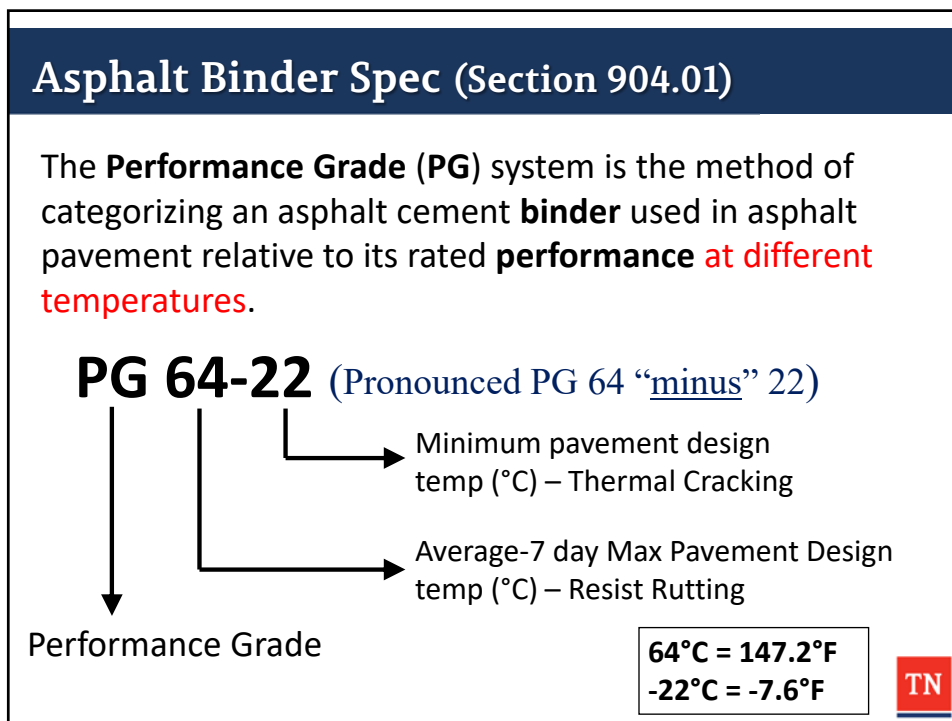 Asphalt Binder Spec (Section 904.01)
The Performance Grade (PG) system is the method of
categorizing an asphalt cement binder used in asphalt
pavement relative to its rated performance at different
temperatures.
PG 64-22 (Pronounced PG 64 “minus” 22)
Minimum pavement design
temp (°C) – Thermal Cracking
Average-7 day Max Pavement Design
temp (°C) – Resist Rutting
Performance Grade
64°C = 147.2°F
-22°C = -7.6°F
TN